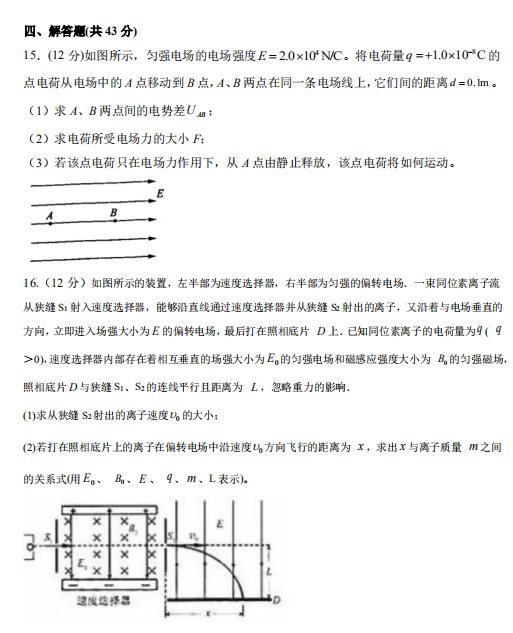 四、解答题(共 43 分)
15．(12 分)如图所示，匀强电场的电场强度 E=2.0×10⁴ N/C。将电荷量 q=+1.0×10⁻⁸C 的
点电荷从电场中的 A 点移动到 B 点，A、B 两点在同一条电场线上，它们间的距离 d=0.1m 。
（1）求 A、B 两点间的电势差 U_AB；
（2）求电荷所受电场力的大小 F;
（3）若该点电荷只在电场力作用下，从 A 点由静止释放，该点电荷将如何运动。
E
A B
16.（12 分）如图所示的装置，左半部为速度选择器，右半部为匀强的偏转电场．一束同位素离子流
从狭缝 S₁ 射入速度选择器，能够沿直线通过速度选择器并从狭缝 S₂ 射出的离子，又沿着与电场垂直的
方向，立即进入场强大小为 E 的偏转电场，最后打在照相底片 D 上．已知同位素离子的电荷量为 q ( q
>0)，速度选择器内部存在着相互垂直的场强大小为 E₀ 的匀强电场和磁感应强度大小为 B₀ 的匀强磁场，
照相底片 D 与狭缝 S₁、S₂ 的连线平行且距离为 L，忽略重力的影响．
(1)求从狭缝 S₂ 射出的离子速度 υ₀ 的大小；
(2)若打在照相底片上的离子在偏转电场中沿速度 υ₀ 方向飞行的距离为 x，求出 x 与离子质量 m 之间
的关系式(用 E₀、 B₀、E、 q、m、L 表示)。
B₀ E
S₁ S₂ υ₀
E₀ L
速度选择器 x D